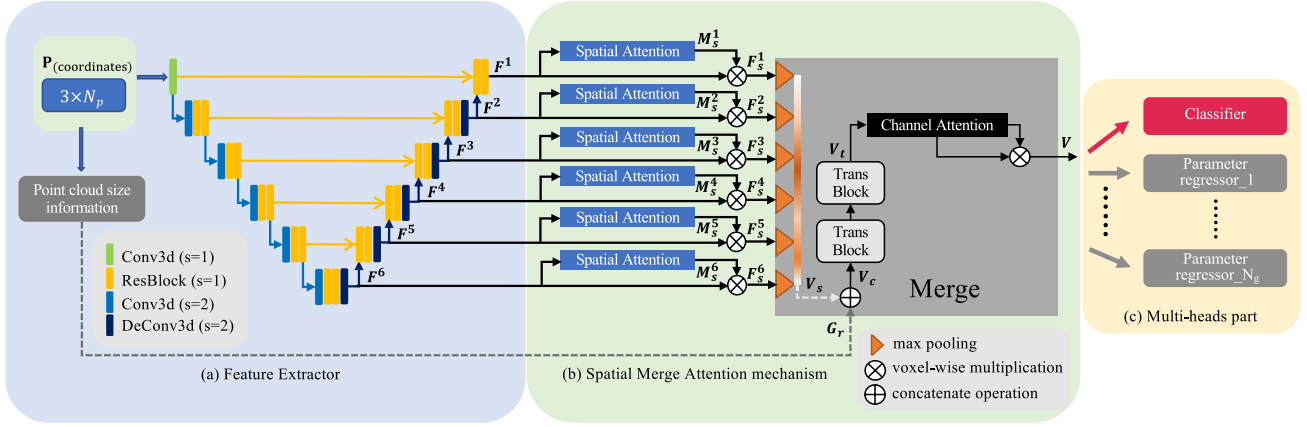 P(coordinates)
3×N_p
Point cloud size
information
Conv3d (s=1)
ResBlock (s=1)
Conv3d (s=2)
DeConv3d (s=2)
F^1
F^2
F^3
F^4
F^5
F^6
(a) Feature Extractor
Spatial Attention
M_s^1
F_s^1
Spatial Attention
M_s^2
F_s^2
Spatial Attention
M_s^3
F_s^3
Spatial Attention
M_s^4
F_s^4
Spatial Attention
M_s^5
F_s^5
Spatial Attention
M_s^6
F_s^6
V_s
V_c
G_r
Trans
Block
Trans
Block
V_t
Channel Attention
V
Merge
max pooling
voxel-wise multiplication
concatenate operation
(b) Spatial Merge Attention mechanism
Classifier
Parameter
regressor_1
Parameter
regressor_N_g
(c) Multi-heads part